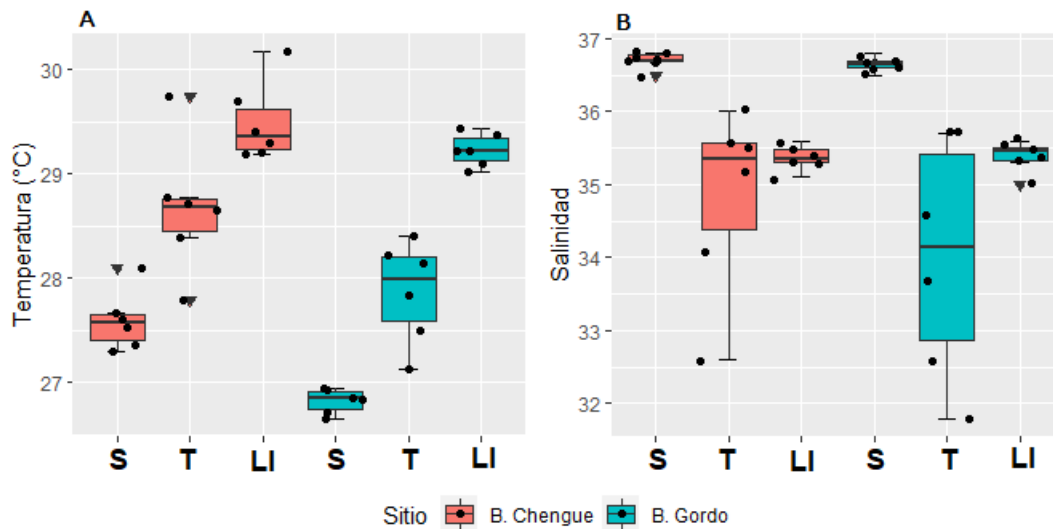 A
Temperatura (°C)
30
29
28
27
S T LI S T LI
B
Salinidad
37
36
35
34
33
32
S T LI S T LI
Sitio B. Chengue B. Gordo